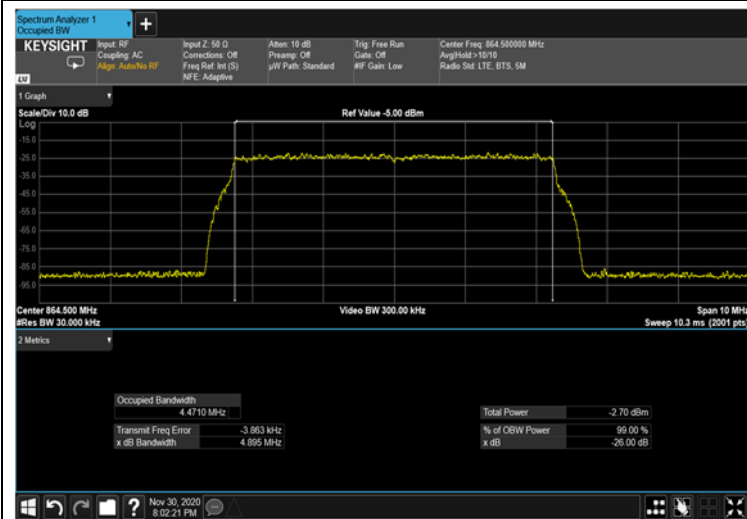 Spectrum Analyzer 1
Occupied BW
KEYSIGHT
Input: RF
Coupling: AC
Align: Auto/No RF
Input Z: 50 Ω
Corrections: Off
Freq Ref: Int (S)
NFE: Adaptive
Atten: 10 dB
Preamp: Off
µW Path: Standard
Trig: Free Run
Gate: Off
#IF Gain: Low
Center Freq: 864.500000 MHz
Avg|Hold:>10/10
Radio Std: LTE, BTS, 5M
LXI
1 Graph
Scale/Div 10.0 dB
Ref Value -5.00 dBm
Log
-15.0
-25.0
-35.0
-45.0
-55.0
-65.0
-75.0
-85.0
-95.0
Center 864.500 MHz
#Res BW 30.000 kHz
Video BW 300.00 kHz
Span 10 MHz
Sweep 10.3 ms (2001 pts)
2 Metrics
Occupied Bandwidth
4.4710 MHz
Transmit Freq Error -3.863 kHz
x dB Bandwidth 4.895 MHz
Total Power -2.70 dBm
% of OBW Power 99.00 %
x dB -26.00 dB
Nov 30, 2020
8:02:21 PM